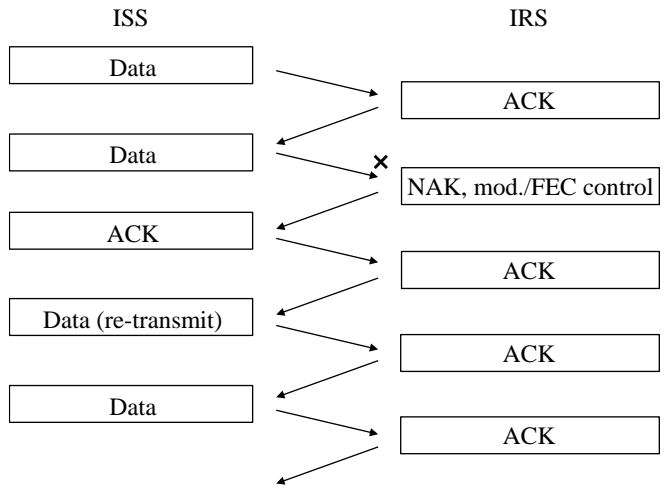 ISS
IRS
Data
ACK
Data
NAK, mod./FEC control
ACK
ACK
Data (re-transmit)
ACK
Data
ACK